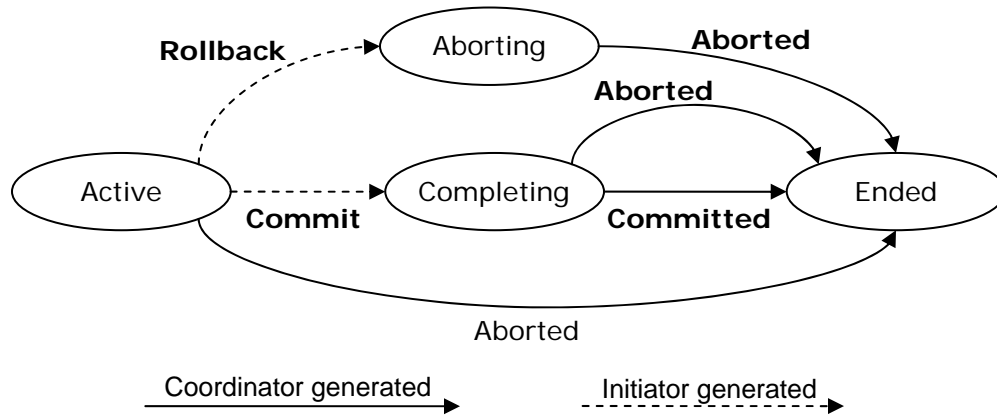 Aborting
Aborted
Rollback
Aborted
Active
Completing
Ended
Commit
Committed
Aborted
Coordinator generated
Initiator generated